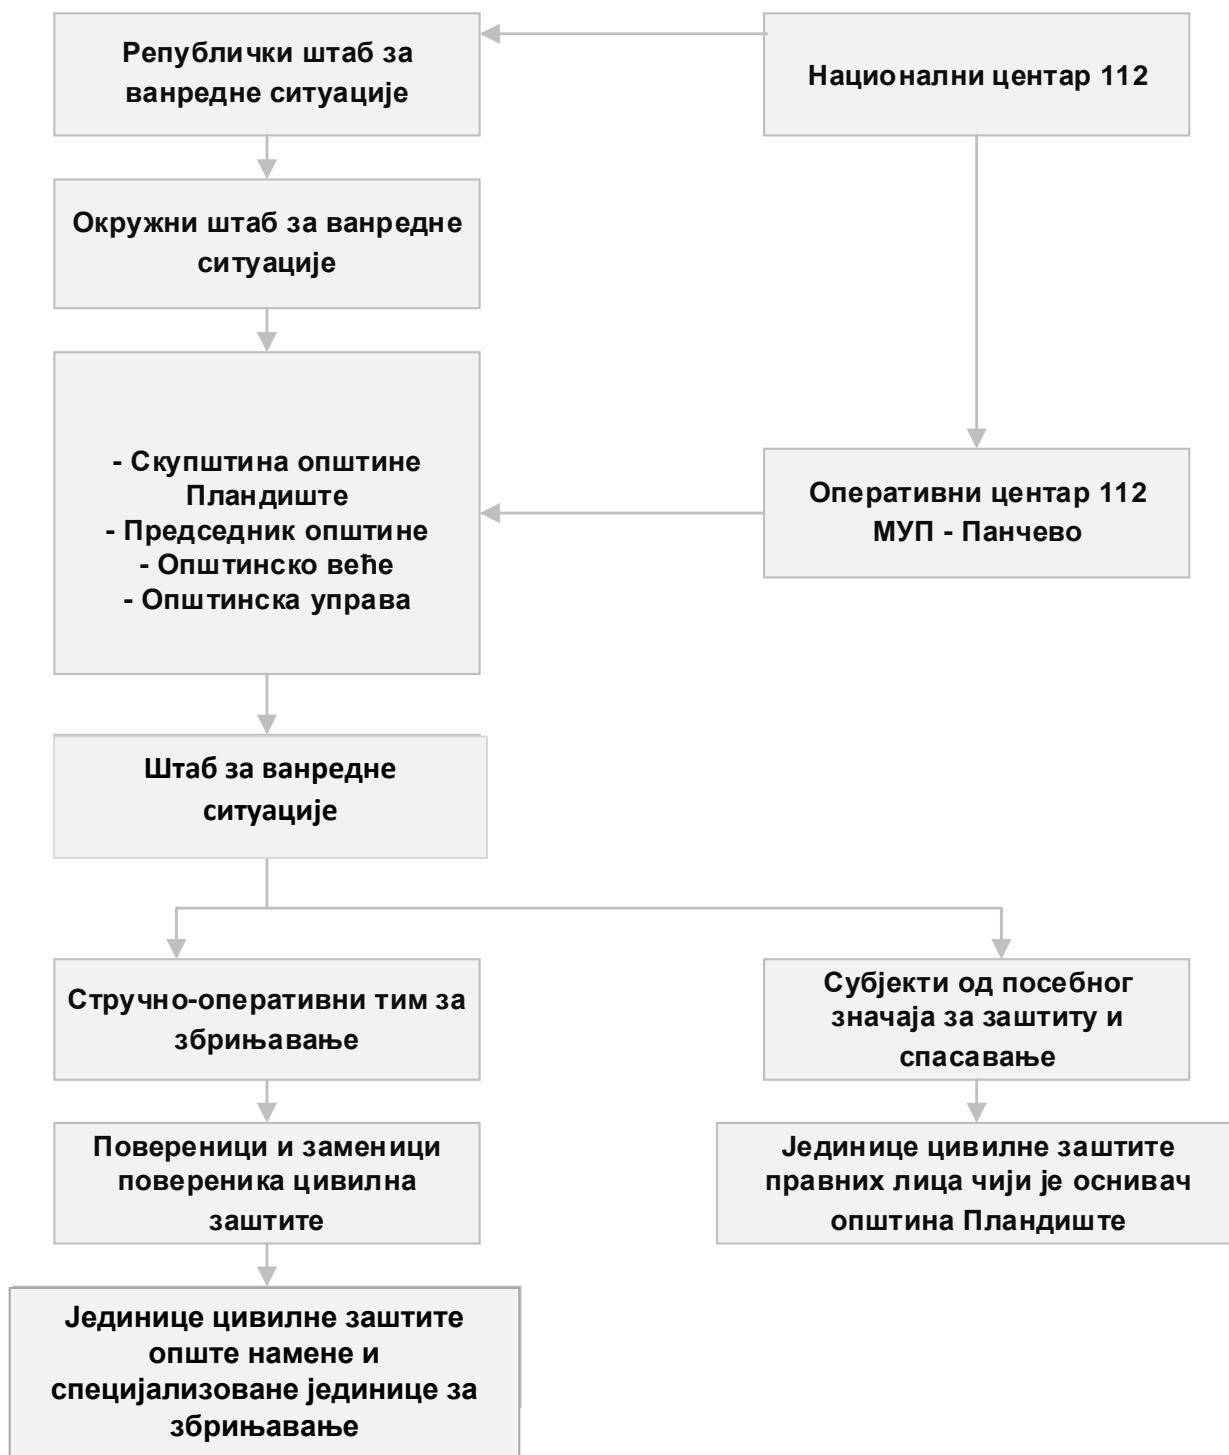 Републички штаб за
ванредне ситуације
Национални центар 112
Окружни штаб за ванредне
ситуације
- Скупштина општине
Пландиште
- Председник општине
- Општинско веће
- Општинска управа
Оперативни центар 112
МУП - Панчево
Штаб за ванредне
ситуације
Стручно-оперативни тим за
збрињавање
Субјекти од посебног
значаја за заштиту и
спасавање
Повереници и заменици
повереника цивилна
заштите
Јединице цивилне заштите
правних лица чији је оснивач
општина Пландиште
Јединице цивилне заштите
опште намене и
специјализоване јединице за
збрињавање